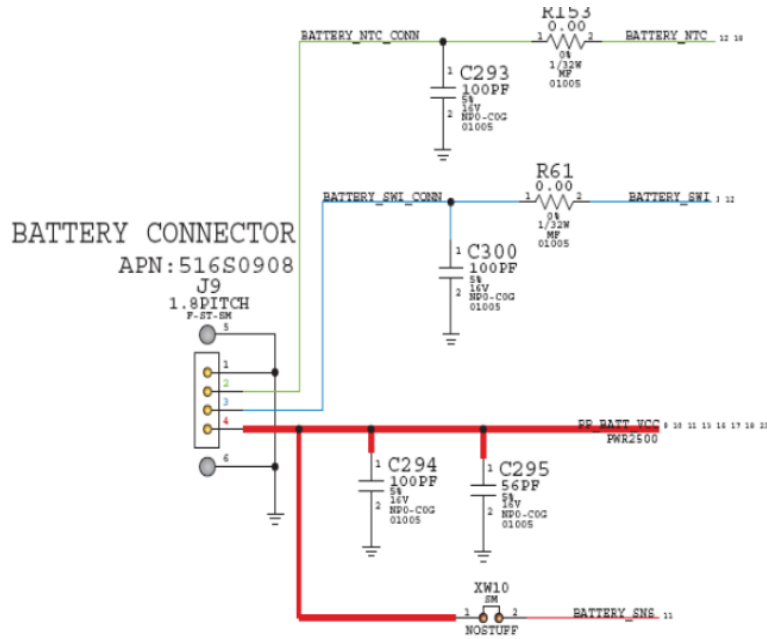 R153
0.00
BATTERY_NTC_CONN
1
2
BATTERY_NTC
12 18
0%
1/32W
MF
01005
1
C293
100PF
5%
16V
2
NP0-C0G
01005
R61
0.00
BATTERY_SWI_CONN
1
2
BATTERY_SWI
3 12
0%
1/32W
MF
01005
1
C300
100PF
5%
16V
2
NP0-C0G
01005
BATTERY CONNECTOR
APN:516S0908
J9
1.8PITCH
F-ST-SM
5
1
2
3
4
6
PP_BATT_VCC
PWR2500
1
C294
100PF
5%
16V
2
NP0-C0G
01005
1
C295
56PF
5%
16V
2
NP0-C0G
01005
XW10
SM
1
2
BATTERY_SNS
11
NOSTUFF